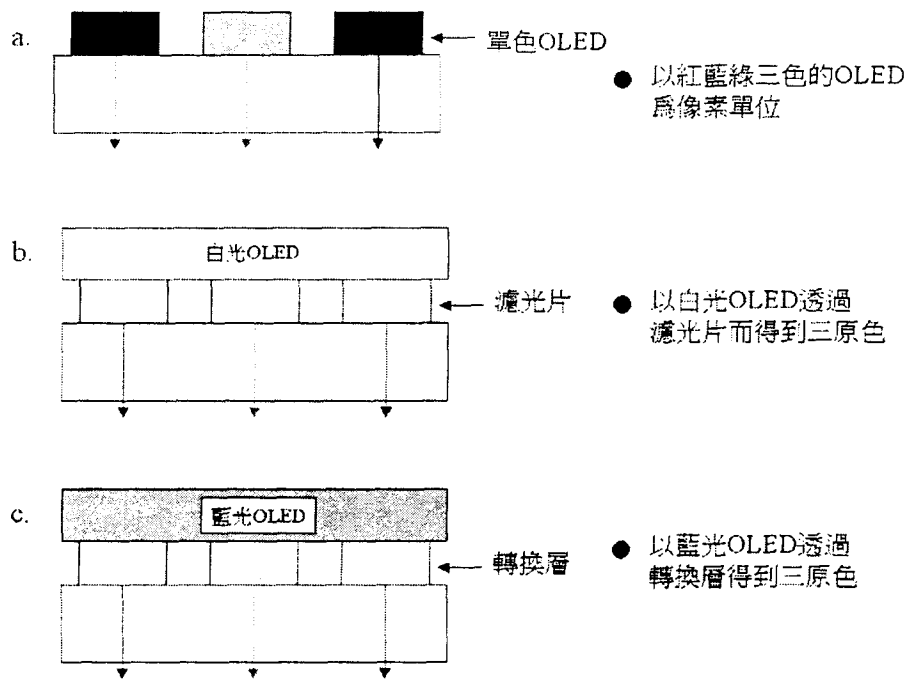 a.
單色OLED
● 以紅藍綠三色的OLED
爲像素單位
b.
白光OLED
濾光片
● 以白光OLED透過
濾光片而得到三原色
c.
藍光OLED
轉換層
● 以藍光OLED透過
轉換層得到三原色